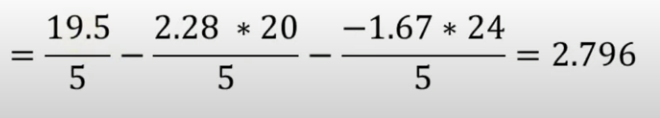 = 19.5/5 − 2.28 * 20/5 − −1.67 * 24/5 = 2.796